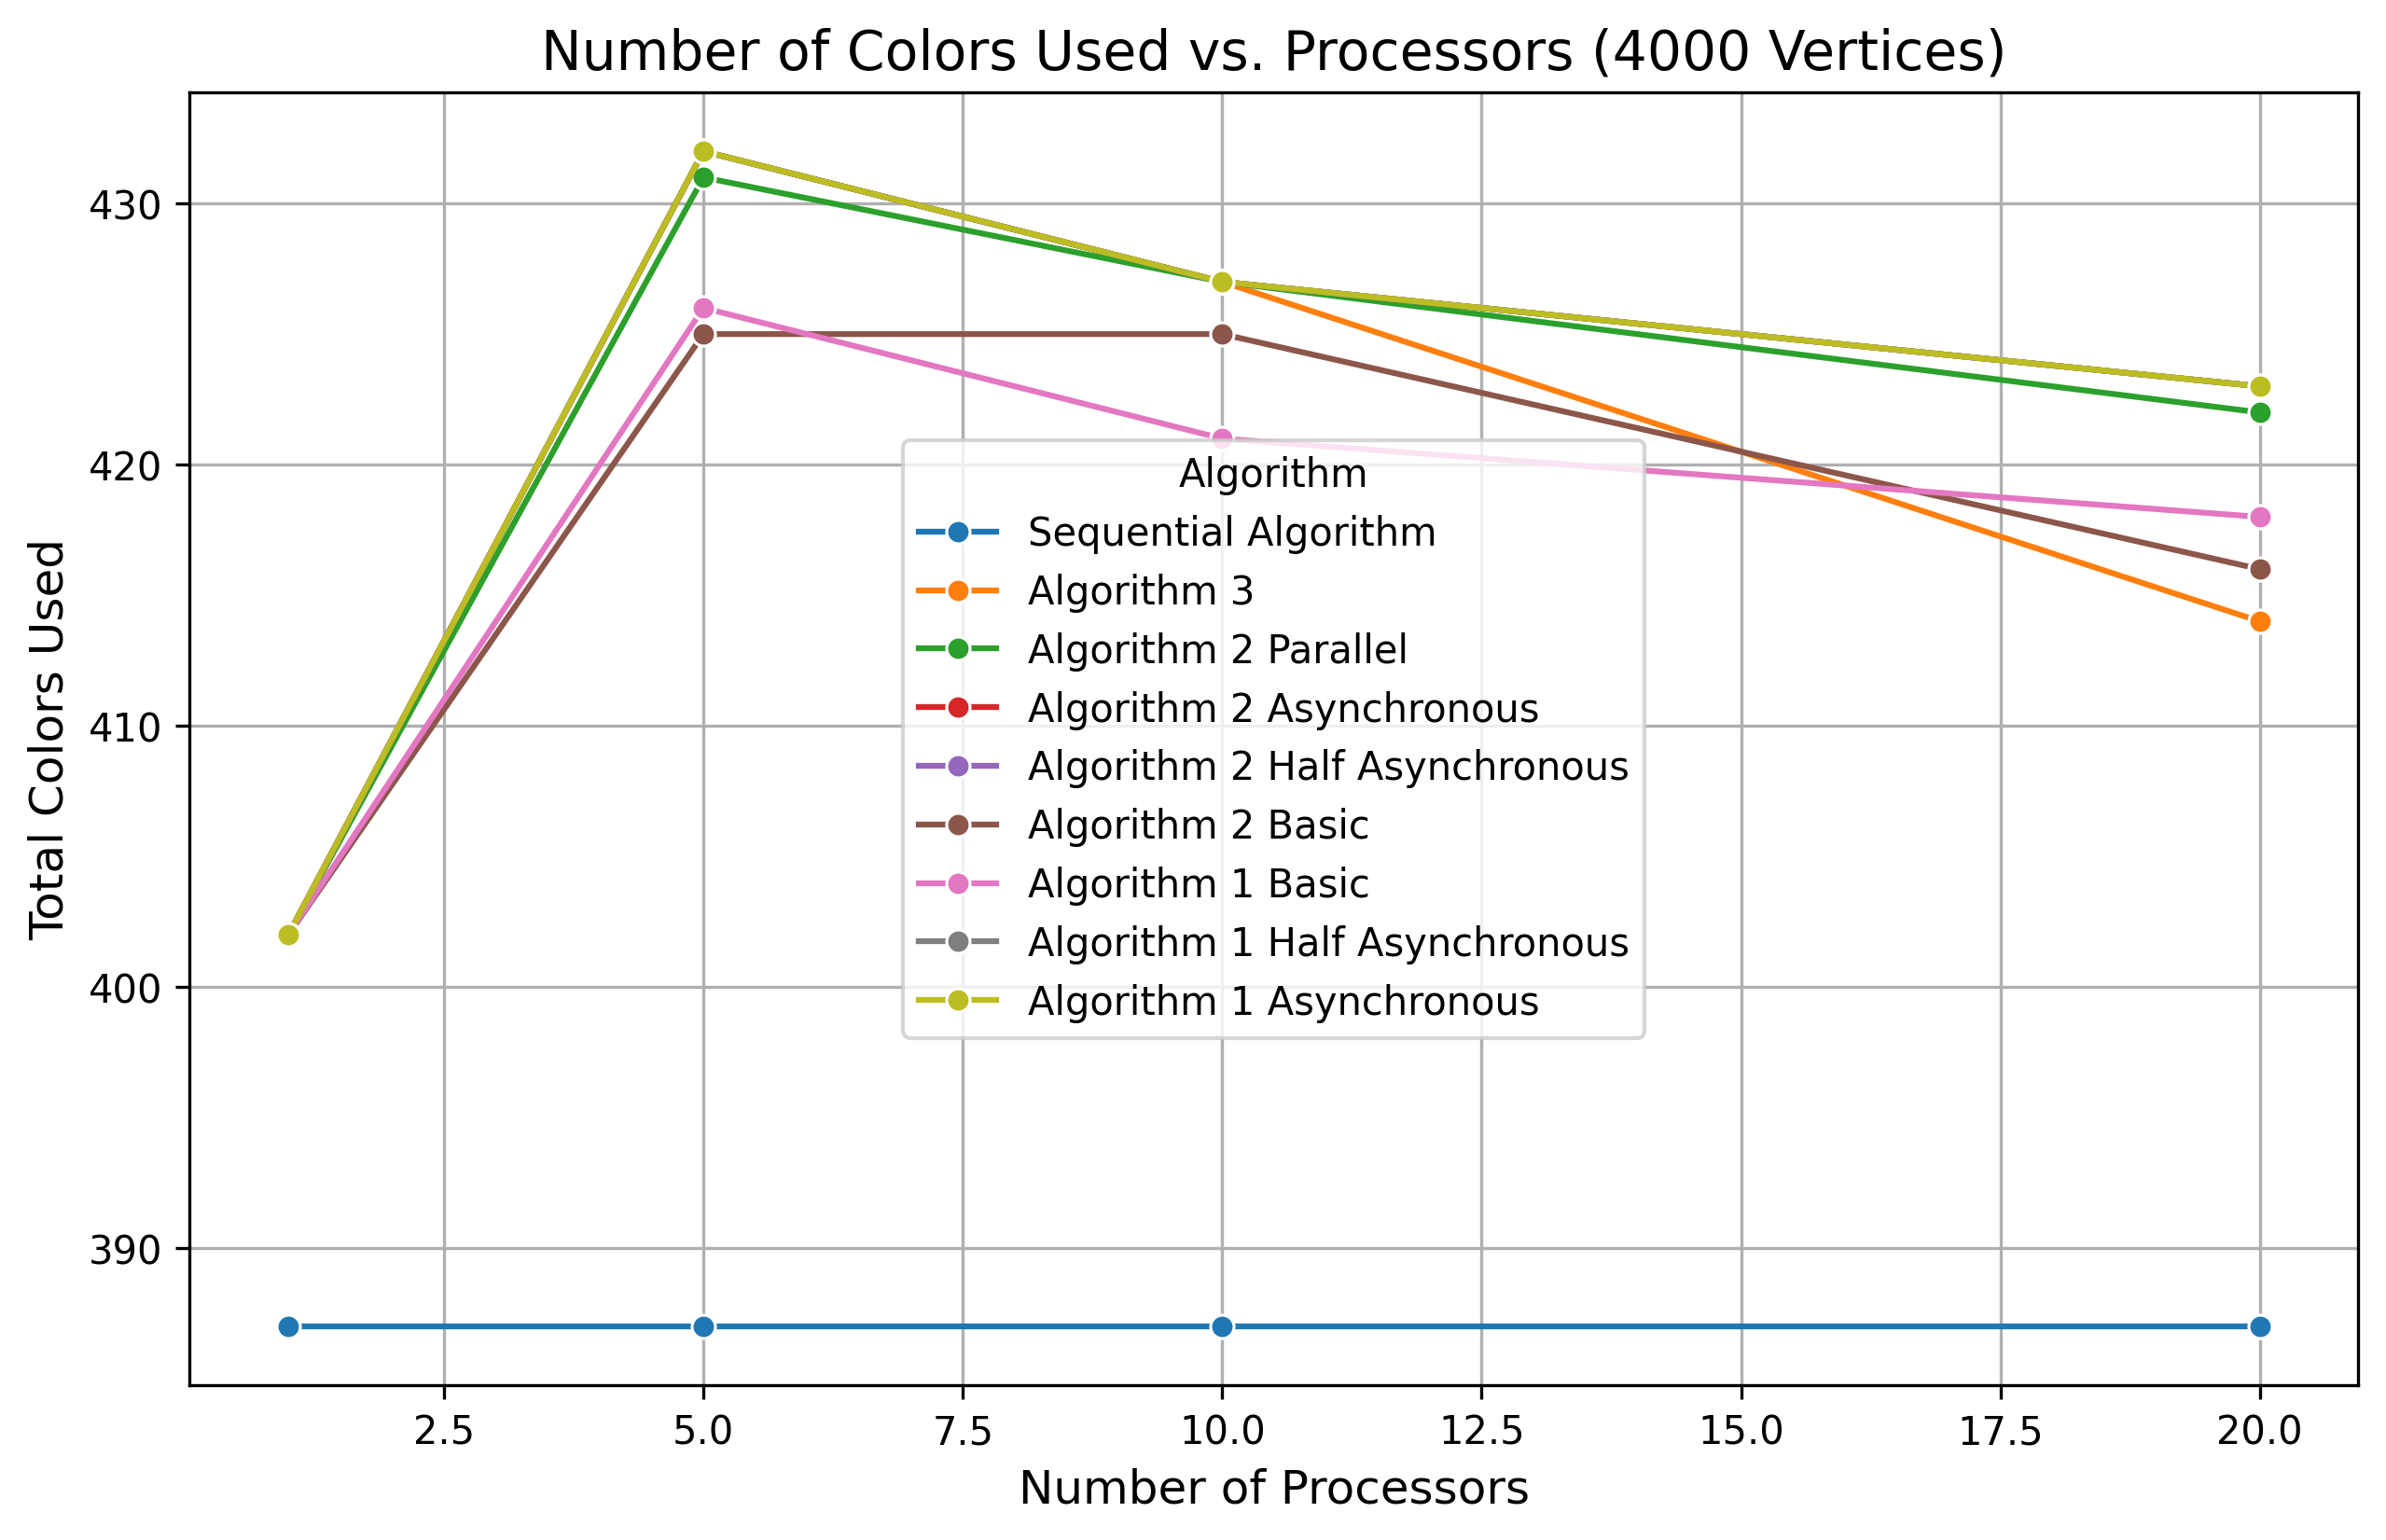 Number of Colors Used vs. Processors (4000 Vertices)
Total Colors Used
430
420
410
400
390
Algorithm
Sequential Algorithm
Algorithm 3
Algorithm 2 Parallel
Algorithm 2 Asynchronous
Algorithm 2 Half Asynchronous
Algorithm 2 Basic
Algorithm 1 Basic
Algorithm 1 Half Asynchronous
Algorithm 1 Asynchronous
2.5 5.0 7.5 10.0 12.5 15.0 17.5 20.0
Number of Processors